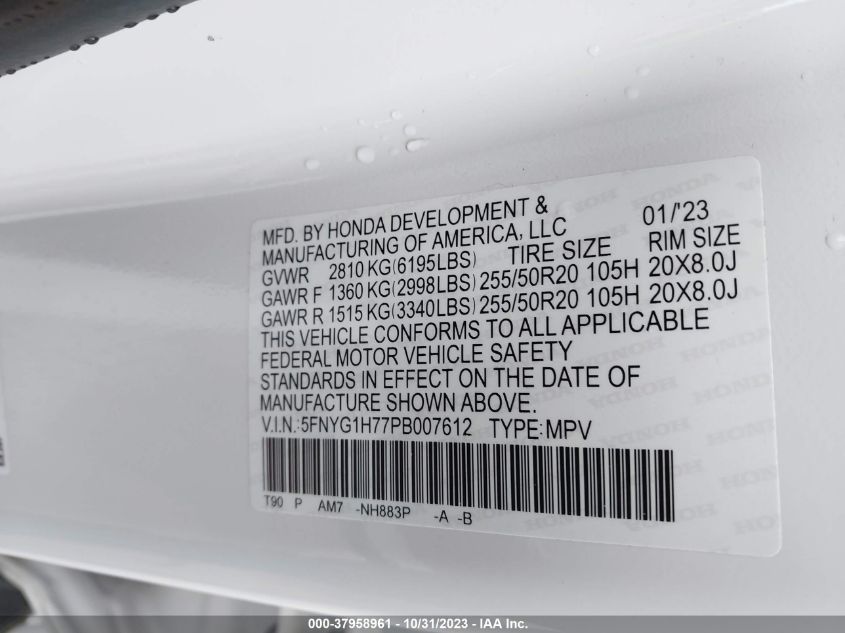 MFD. BY HONDA DEVELOPMENT & 01/'23
MANUFACTURING OF AMERICA, LLC
GVWR 2810 KG(6195LBS) TIRE SIZE RIM SIZE
GAWR F 1360 KG(2998LBS) 255/50R20 105H 20X8.0J
GAWR R 1515 KG(3340LBS) 255/50R20 105H 20X8.0J
THIS VEHICLE CONFORMS TO ALL APPLICABLE
FEDERAL MOTOR VEHICLE SAFETY
STANDARDS IN EFFECT ON THE DATE OF
MANUFACTURE SHOWN ABOVE.
V.I.N.:5FNYG1H77PB007612 TYPE:MPV
T90 P AM7 -NH883P -A -B
000-37958961 - 10/31/2023 - IAA Inc.